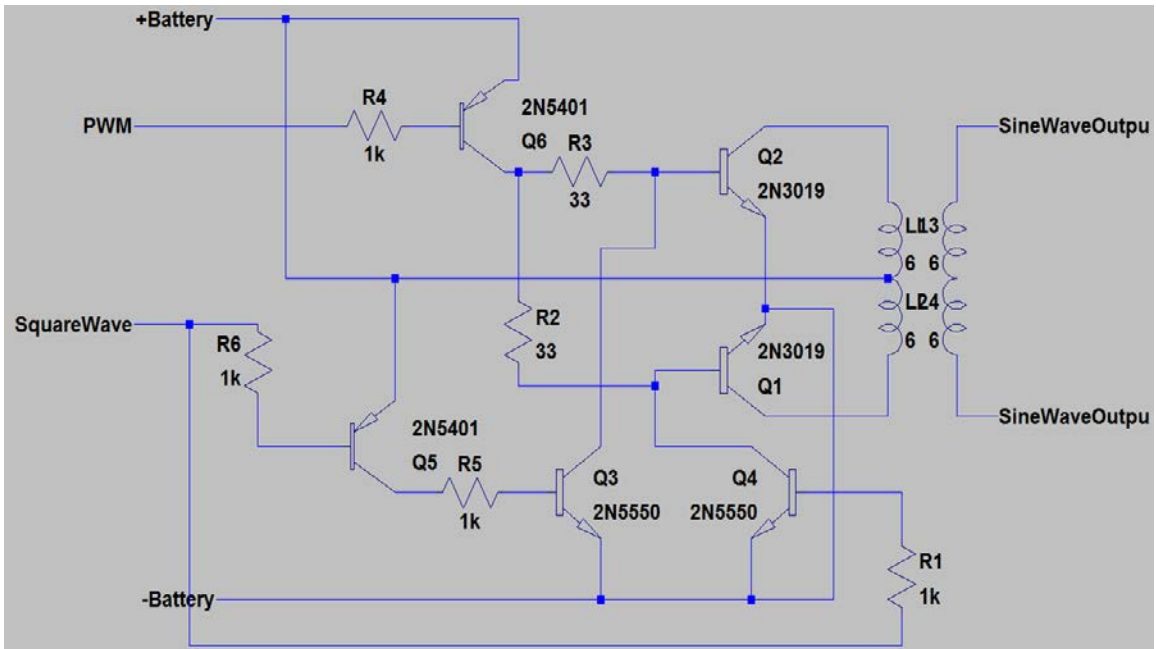 +Battery
PWM
R4
1k
2N5401
Q6
R3
33
Q2
2N3019
SineWaveOutpu
6 6
6 6
SquareWave
R6
1k
R2
33
2N3019
Q1
SineWaveOutpu
2N5401
Q5
R5
1k
Q3
2N5550
Q4
2N5550
R1
1k
-Battery